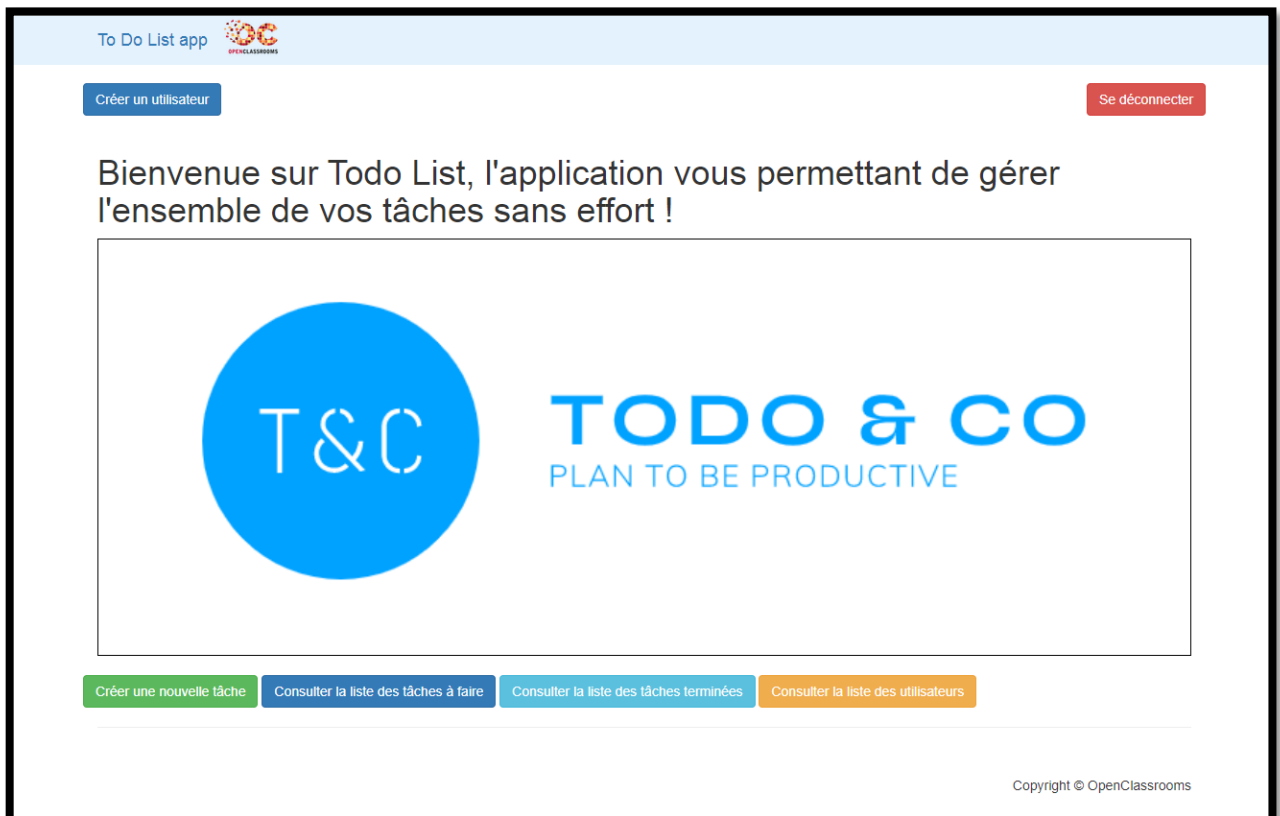 To Do List app
OC
OPENCLASSROOMS
Créer un utilisateur
Se déconnecter
Bienvenue sur Todo List, l'application vous permettant de gérer
l'ensemble de vos tâches sans effort !
T&C
TODO & CO
PLAN TO BE PRODUCTIVE
Créer une nouvelle tâche
Consulter la liste des tâches à faire
Consulter la liste des tâches terminées
Consulter la liste des utilisateurs
Copyright © OpenClassrooms